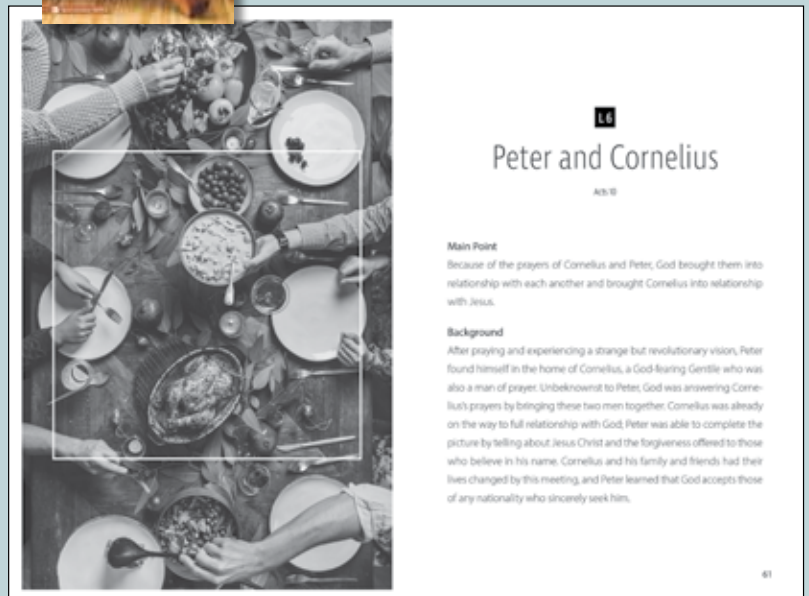 L6
Peter and Cornelius
Acts 10
Main Point
Because of the prayers of Cornelius and Peter, God brought them into
relationship with each another and brought Cornelius into relationship
with Jesus.
Background
After praying and experiencing a strange but revolutionary vision, Peter
found himself in the home of Cornelius, a God-fearing Gentile who was
also a man of prayer. Unbeknownst to Peter, God was answering Corne-
lius's prayers by bringing these two men together. Cornelius was already
on the way to full relationship with God; Peter was able to complete the
picture by telling about Jesus Christ and the forgiveness offered to those
who believe in his name. Cornelius and his family and friends had their
lives changed by this meeting, and Peter learned that God accepts those
of any nationality who sincerely seek him.
61